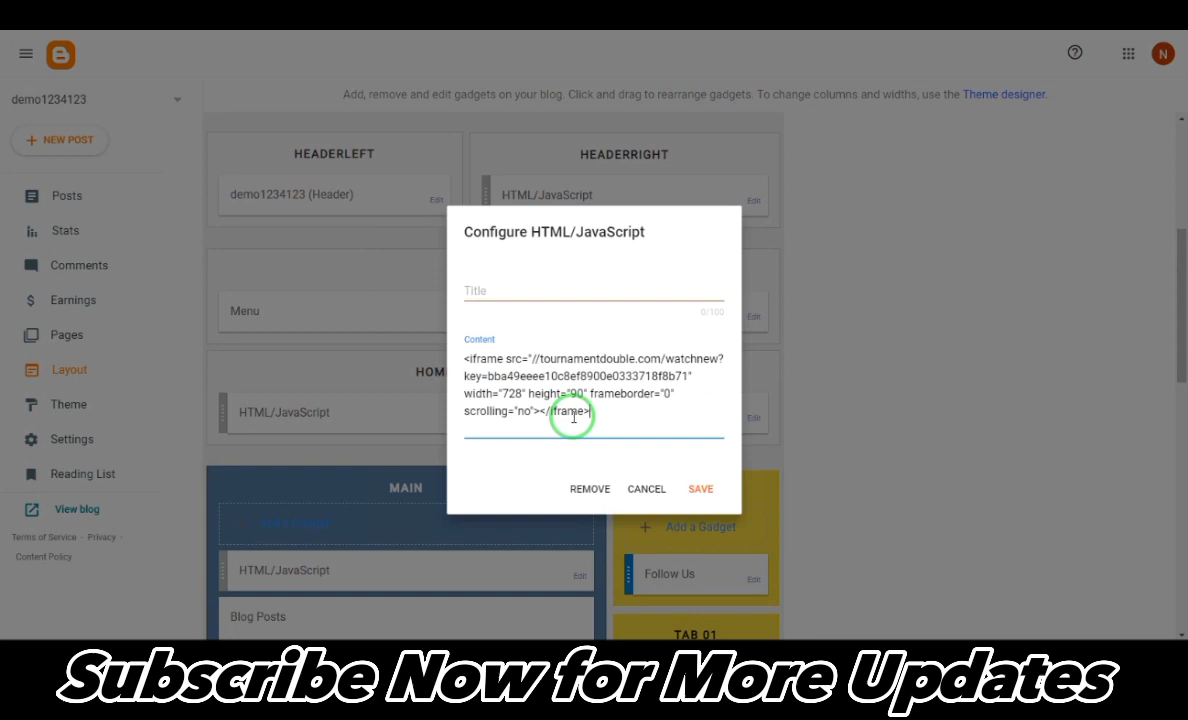 N
demo1234123
Add, remove and edit gadgets on your blog. Click and drag to rearrange gadgets. To change columns and widths, use the Theme designer.
+ NEW POST
Posts
Stats
Comments
Earnings
Pages
Layout
Theme
Settings
Reading List
View blog
Terms of Service · Privacy ·
Content Policy
HEADERLEFT
demo1234123 (Header)
Edit
HEADERRIGHT
HTML/JavaScript
Edit
Menu
Edit
HOM
HTML/JavaScript
Edit
Configure HTML/JavaScript
Title
0/100
Content
<iframe src="//tournamentdouble.com/watchnew?
key=bba49eeee10c8ef8900e0333718f8b71"
width="728" height="90" frameborder="0"
scrolling="no"></iframe>
REMOVE CANCEL SAVE
MAIN
HTML/JavaScript
Edit
Blog Posts
+ Add a Gadget
Follow Us
Edit
TAB 01
Subscribe Now for More Updates